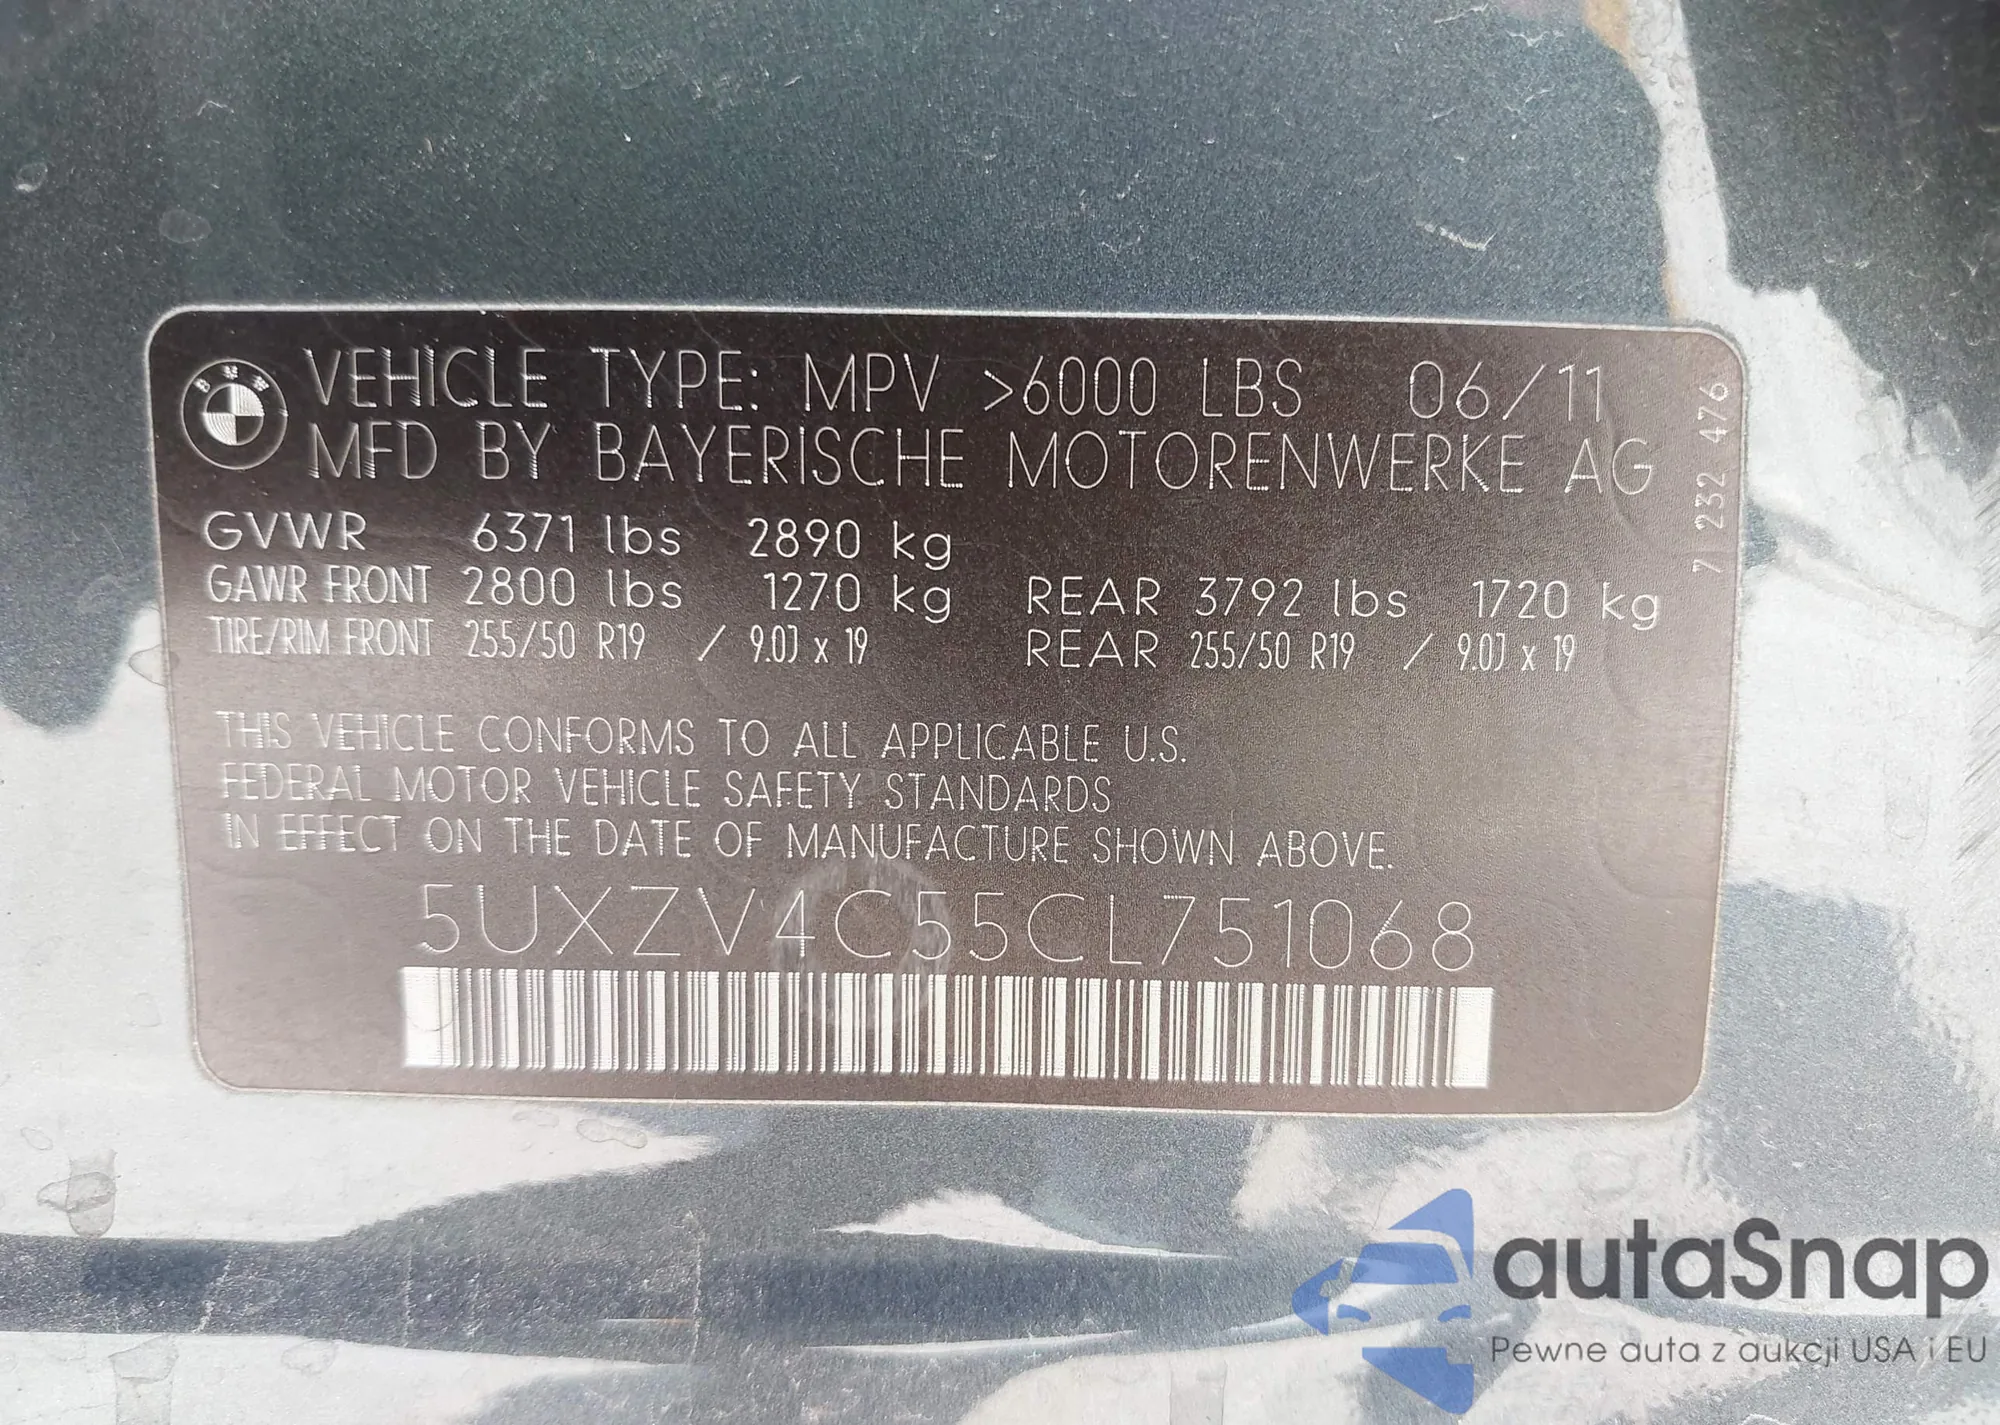 BMW
VEHICLE TYPE: MPV >6000 LBS 06/11
MFD BY BAYERISCHE MOTORENWERKE AG
GVWR 6371 lbs 2890 kg
GAWR FRONT 2800 lbs 1270 kg REAR 3792 lbs 1720 kg
TIRE/RIM FRONT 255/50 R19 / 9.0J x 19 REAR 255/50 R19 / 9.0J x 19
7 232 476
THIS VEHICLE CONFORMS TO ALL APPLICABLE U.S.
FEDERAL MOTOR VEHICLE SAFETY STANDARDS
IN EFFECT ON THE DATE OF MANUFACTURE SHOWN ABOVE.
5UXZV4C55CL751068
autaSnap
Pewne auta z aukcji USA i EU